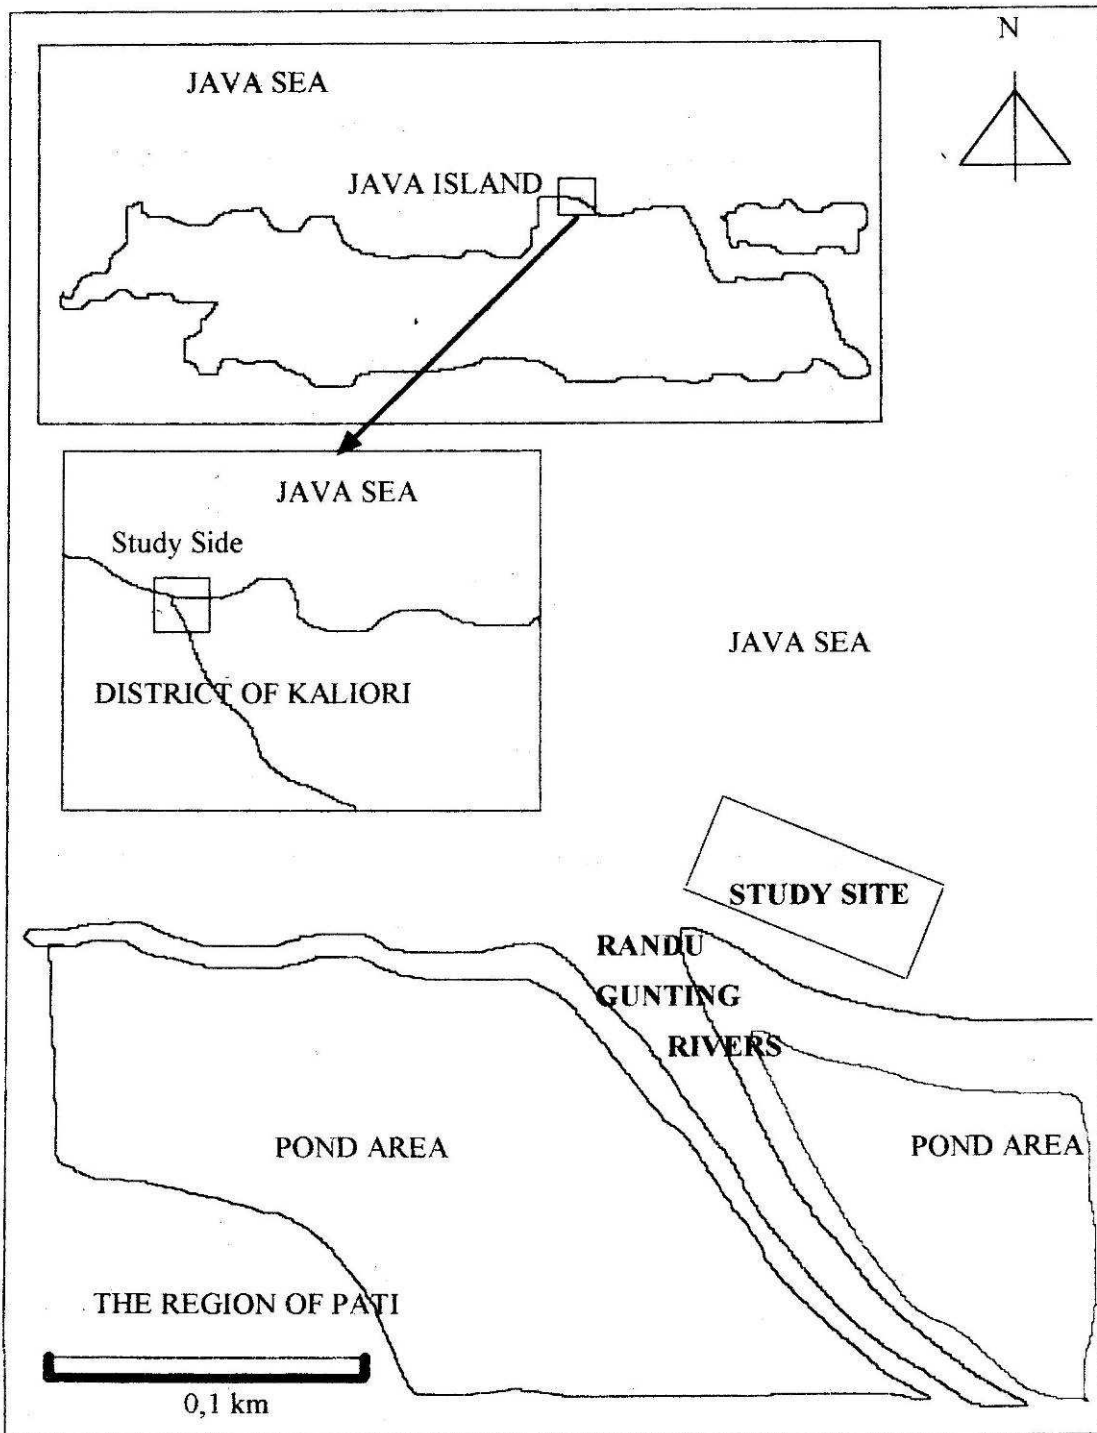 N
JAVA SEA
JAVA ISLAND
JAVA SEA
Study Side
DISTRICT OF KALIORI
JAVA SEA
STUDY SITE
RANDU
GUNTING
RIVERS
POND AREA
POND AREA
THE REGION OF PATI
0,1 km